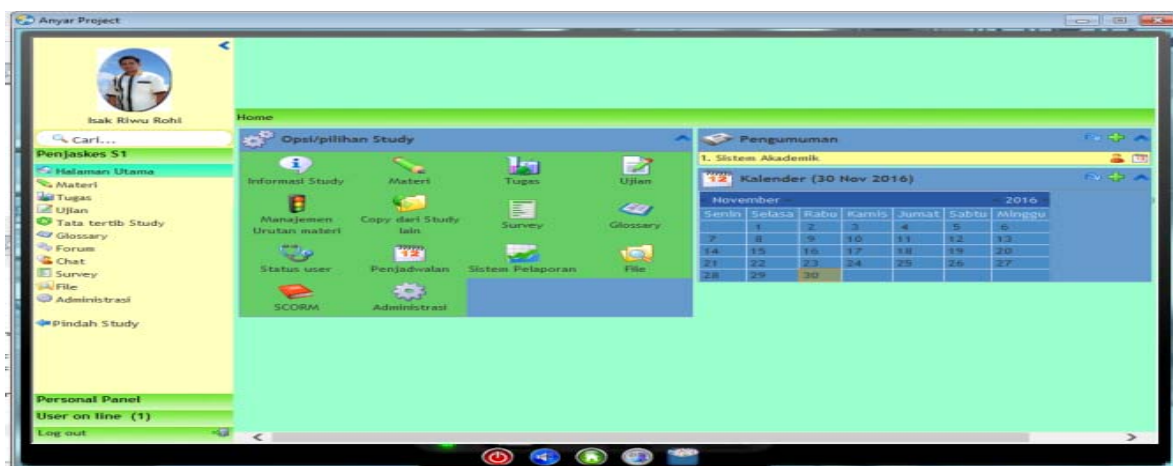 Anyar Project
Isak Riwu Rohi
Cari...
Penjaskes S1
Halaman Utama
Materi
Tugas
Ujian
Tata tertib Study
Glossary
Forum
Chat
Survey
File
Administrasi
Pindah Study
Personal Panel
User on line (1)
Log out
Home
Opsi/pilihan Study
Informasi Study Materi Tugas Ujian
Manajemen Urutan materi Copy dari Study lain Survey Glossary
Status user Penjadwalan Sistem Pelaporan File
SCORM Administrasi
Pengumuman
1. Sistem Akademik
Kalender (30 Nov 2016)
November 2016
Senin Selasa Rabu Kamis Jumat Sabtu Minggu
1 2 3 4 5 6
7 8 9 10 11 12 13
14 15 16 17 18 19 20
21 22 23 24 25 26 27
28 29 30